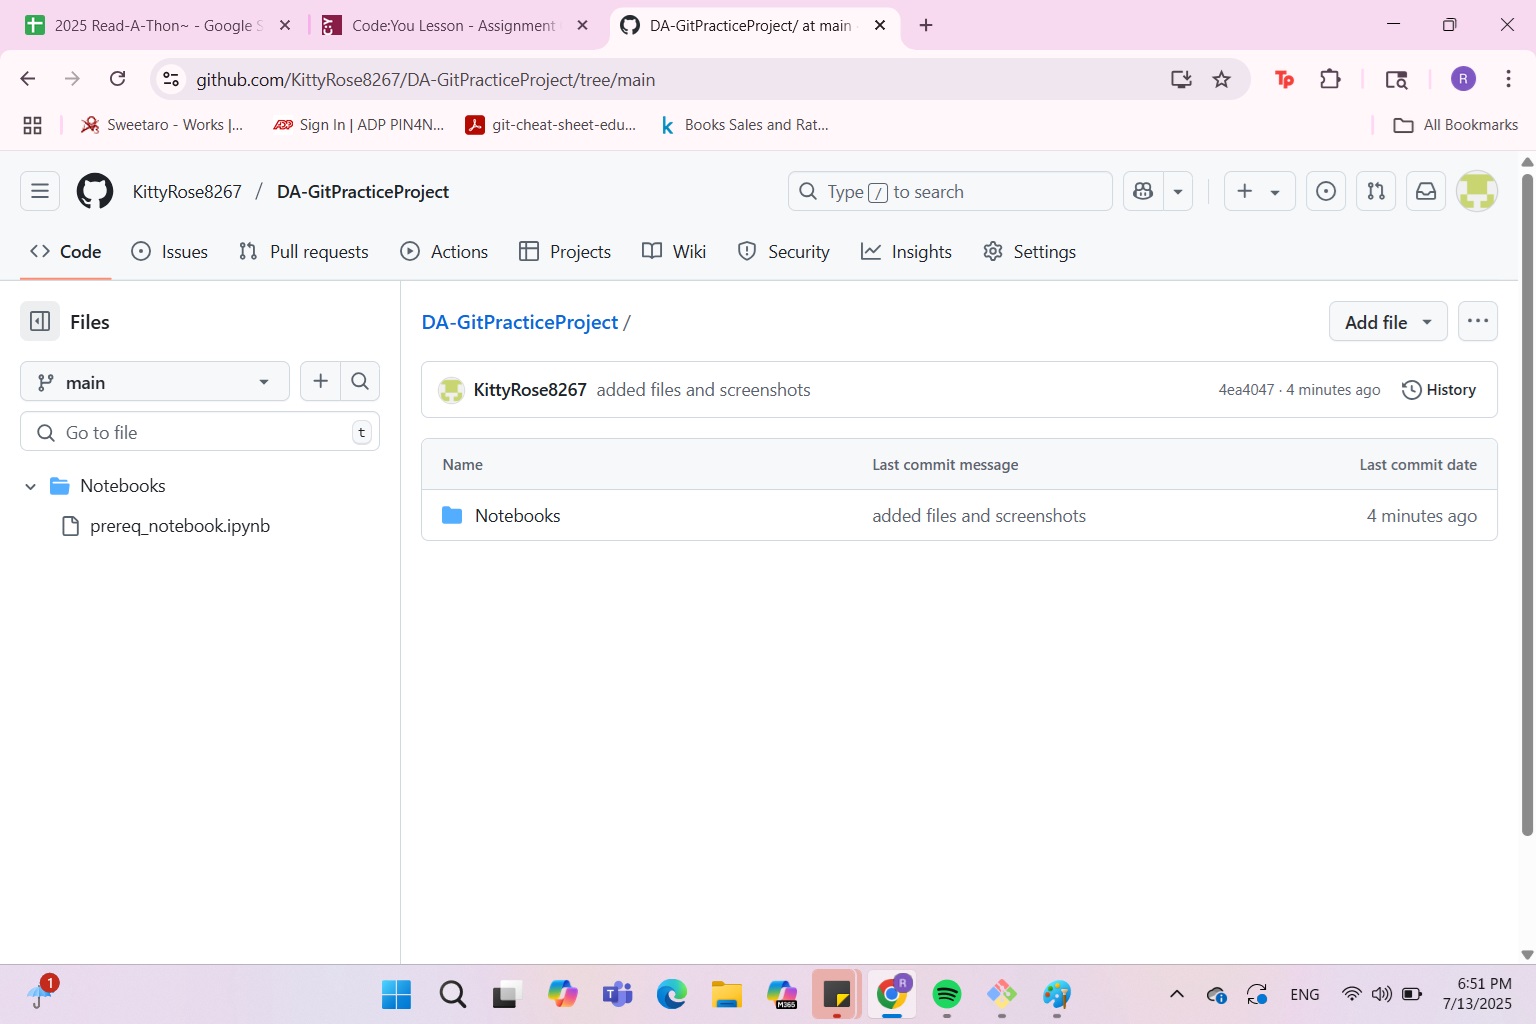 2025 Read-A-Thon~ - Google S
Code:You Lesson - Assignment
DA-GitPracticeProject/ at main
github.com/KittyRose8267/DA-GitPracticeProject/tree/main
Tp
R
Sweetaro - Works |...
Sign In | ADP PIN4N...
git-cheat-sheet-edu...
Books Sales and Rat...
All Bookmarks
KittyRose8267 / DA-GitPracticeProject
Type / to search
Code
Issues
Pull requests
Actions
Projects
Wiki
Security
Insights
Settings
Files
main
Go to file
t
Notebooks
prereq_notebook.ipynb
DA-GitPracticeProject /
Add file
KittyRose8267 added files and screenshots
4ea4047 · 4 minutes ago
History
Name Last commit message Last commit date
Notebooks added files and screenshots 4 minutes ago
1
M365
R
ENG
6:51 PM
7/13/2025